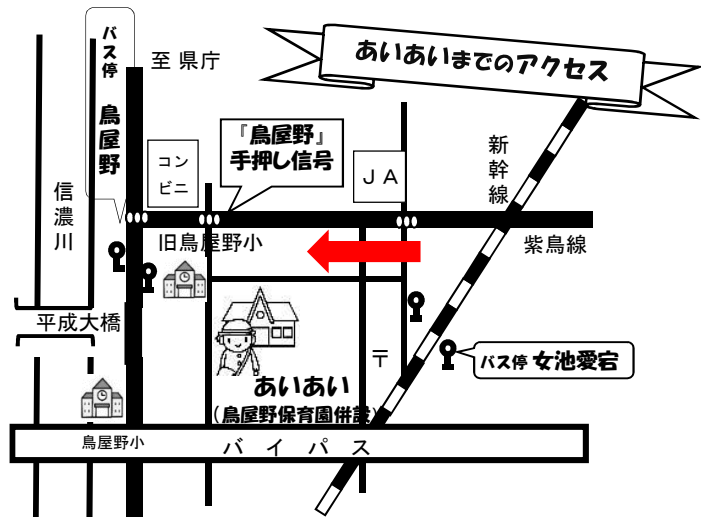 あいあいまでのアクセス
バス停 鳥屋野
至 県庁
コン
ビニ
『鳥屋野』
手押し信号
ＪＡ
新幹線
信濃川
旧鳥屋野小
紫鳥線
平成大橋
〒
バス停 女池愛宕
あいあい
（鳥屋野保育園併設）
鳥屋野小
バイパス